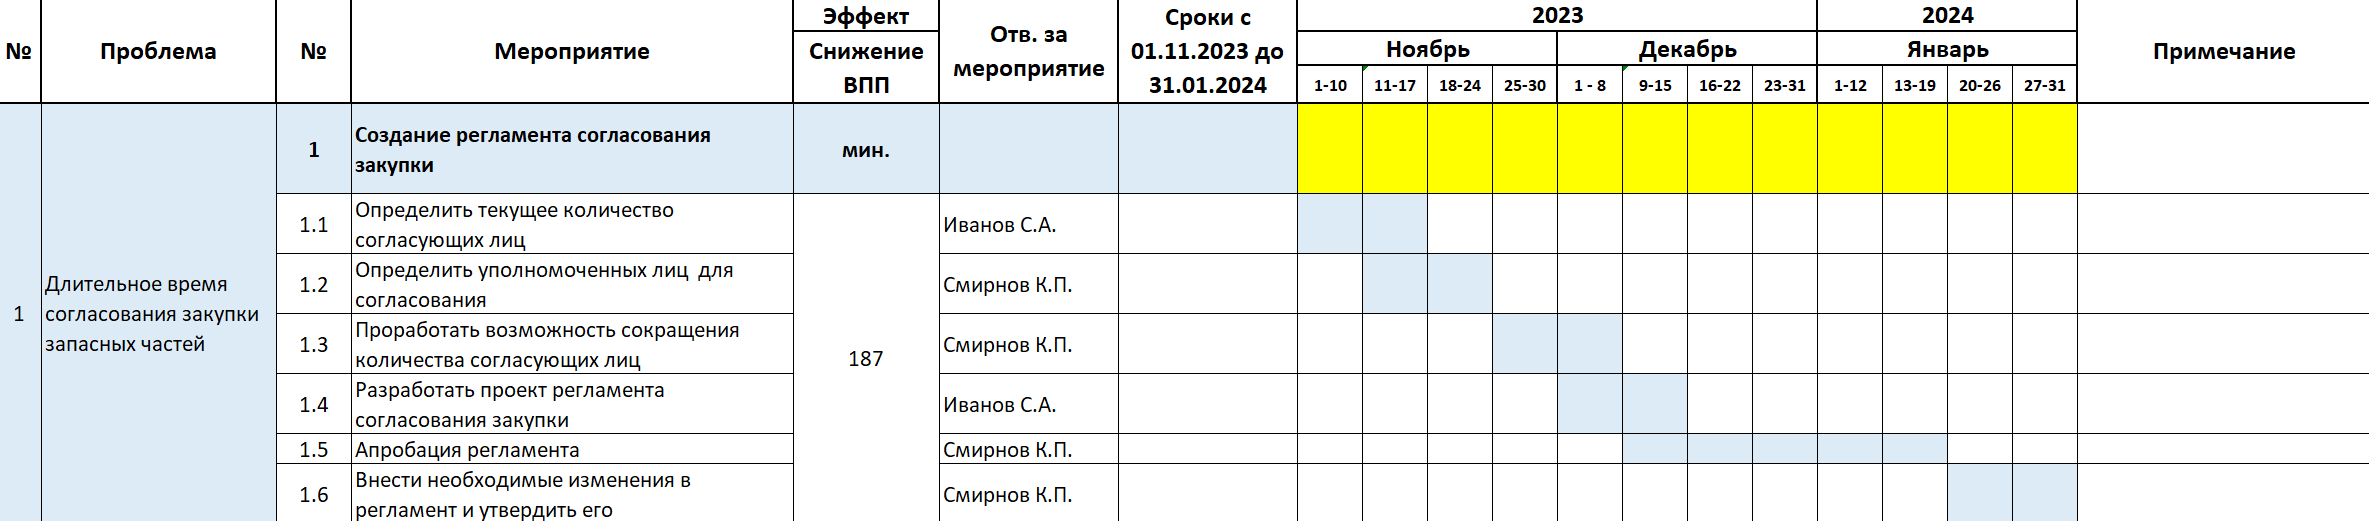 №
Проблема
№
Мероприятие
Эффект
Снижение
ВПП
Отв. за
мероприятие
Сроки с
01.11.2023 до
31.01.2024
2023
2024
Ноябрь
Декабрь
Январь
1-10
11-17
18-24
25-30
1 - 8
9-15
16-22
23-31
1-12
13-19
20-26
27-31
Примечание
1
Длительное время
согласования закупки
запасных частей
1
Создание регламента согласования
закупки
мин.
1.1
Определить текущее количество
согласующих лиц
187
Иванов С.А.
1.2
Определить уполномоченных лиц  для
согласования
Смирнов К.П.
1.3
Проработать возможность сокращения
количества согласующих лиц
Смирнов К.П.
1.4
Разработать проект регламента
согласования закупки
Иванов С.А.
1.5
Апробация регламента
Смирнов К.П.
1.6
Внести необходимые изменения в
регламент и утвердить его
Смирнов К.П.